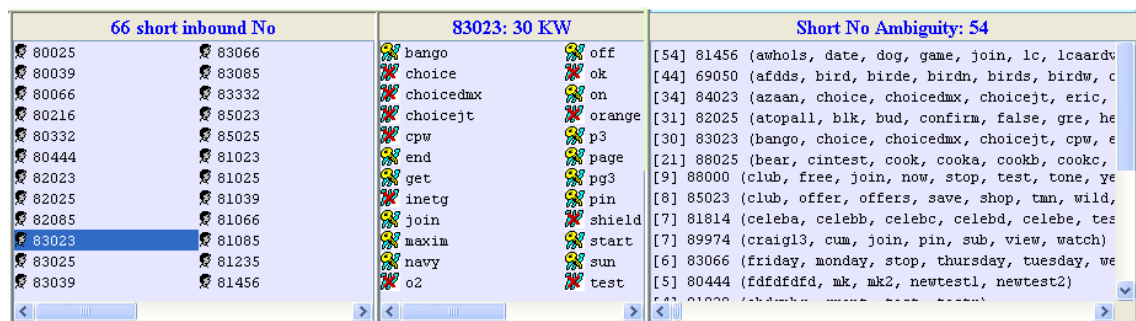 66 short inbound No
80025 83066
80039 83085
80066 83332
80216 85023
80332 85025
80444 81023
82023 81025
82025 81039
82085 81066
83023 81085
83025 81235
83039 81456
83023: 30 KW
bango off
choice ok
choicedmx on
choicejt orange
cpw p3
end page
get pg3
inetg pin
join shield
maxim start
navy sun
o2 test
Short No Ambiguity: 54
[54] 81456 (awhols, date, dog, game, join, lc, lcaardv
[44] 69050 (afdds, bird, birde, birdn, birds, birdw, c
[34] 84023 (azaan, choice, choicedmx, choicejt, eric,
[31] 82025 (atopall, blk, bud, confirm, false, gre, he
[30] 83023 (bango, choice, choicedmx, choicejt, cpw, e
[21] 88025 (bear, cintest, cook, cooka, cookb, cookc,
[9] 88000 (club, free, join, now, stop, test, tone, ye
[8] 85023 (club, offer, offers, save, shop, tmn, wild,
[7] 81814 (celeba, celebb, celebc, celebd, celebe, tes
[7] 89974 (craigl3, cum, join, pin, sub, view, watch)
[6] 83066 (friday, monday, stop, thursday, tuesday, we
[5] 80444 (fdfdfdfd, mk, mk2, newtest1, newtest2)